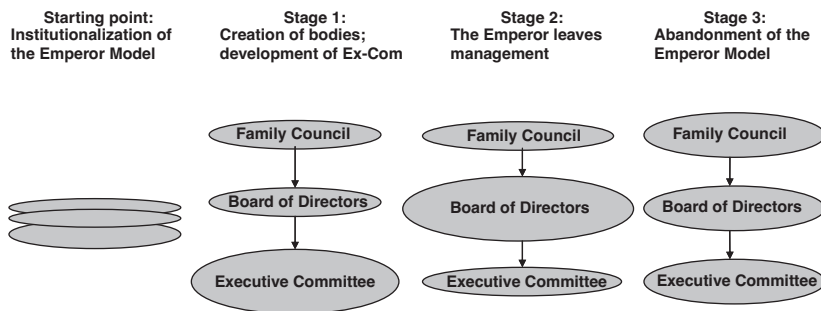 Starting point:
Institutionalization of
the Emperor Model
Stage 1:
Creation of bodies;
development of Ex-Com
Stage 2:
The Emperor leaves
management
Stage 3:
Abandonment of the
Emperor Model
Family Council
Board of Directors
Executive Committee
Family Council
Board of Directors
Executive Committee
Family Council
Board of Directors
Executive Committee